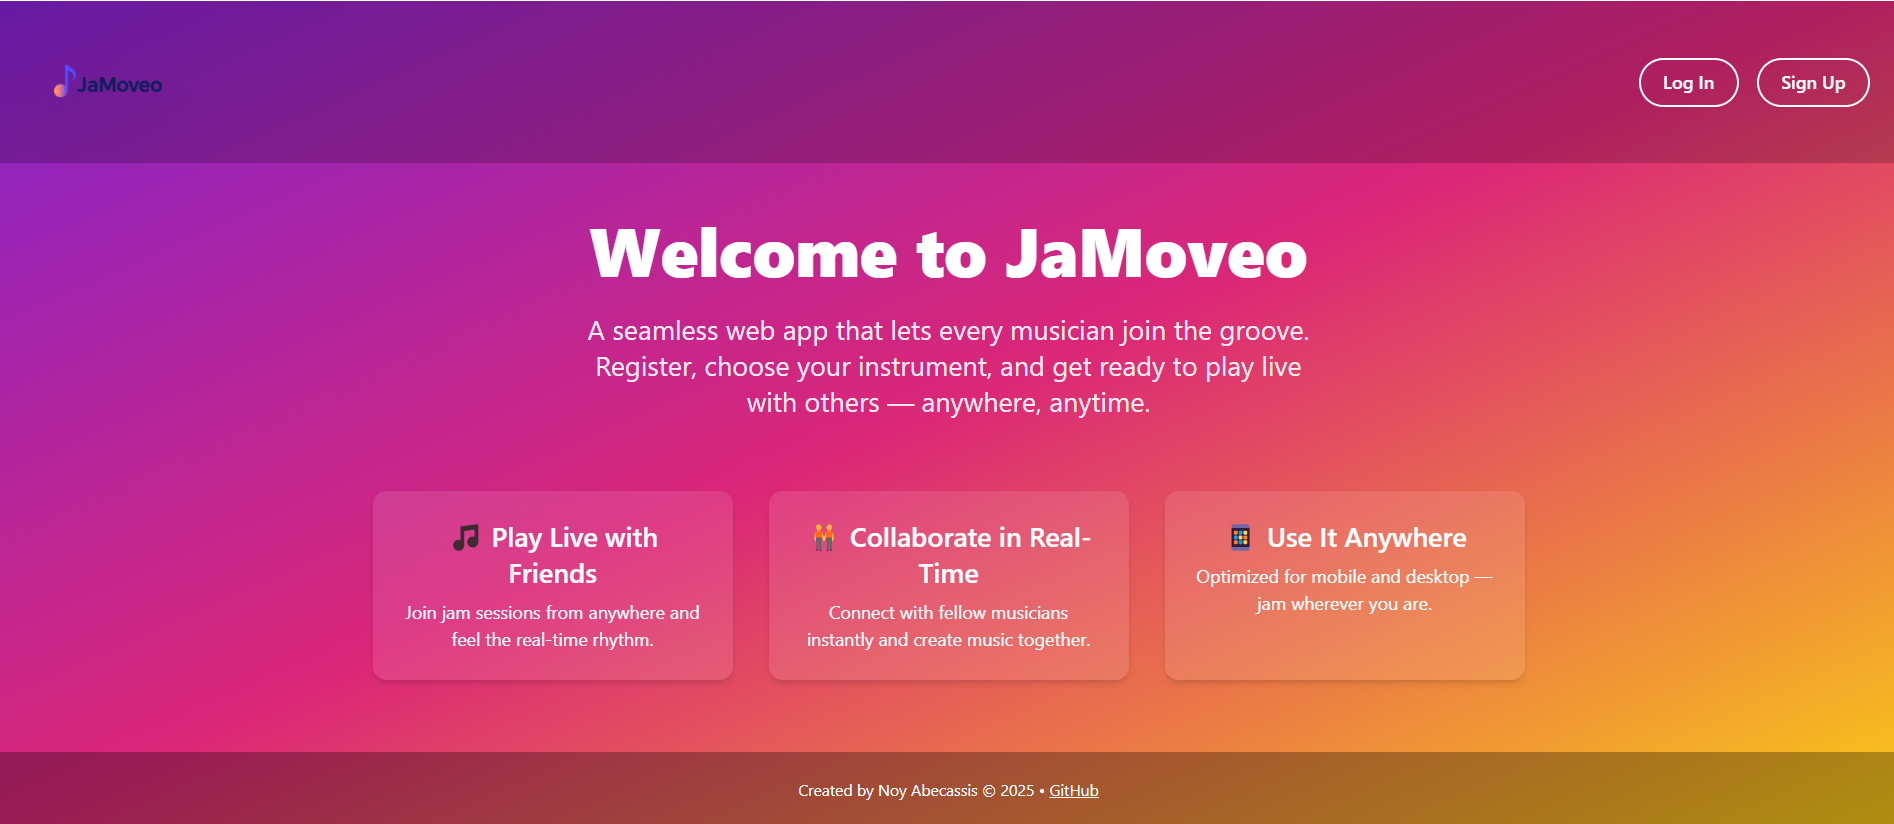 JaMoveo
Log In
Sign Up
Welcome to JaMoveo
A seamless web app that lets every musician join the groove.
Register, choose your instrument, and get ready to play live
with others — anywhere, anytime.
🎵 Play Live with
Friends
Join jam sessions from anywhere and
feel the real-time rhythm.
🧑‍🤝‍🧑 Collaborate in Real-
Time
Connect with fellow musicians
instantly and create music together.
📱 Use It Anywhere
Optimized for mobile and desktop —
jam wherever you are.
Created by Noy Abecassis © 2025 • GitHub